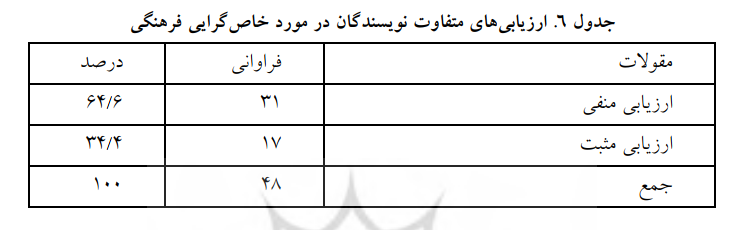 جدول ۶. ارزیابی‌های متفاوت نویسندگان در مورد خاص‌گرایی فرهنگی
مقولات فراوانی درصد
ارزیابی منفی ۳۱ ۶۴/۶
ارزیابی مثبت ۱۷ ۳۴/۴
جمع ۴۸ ۱۰۰